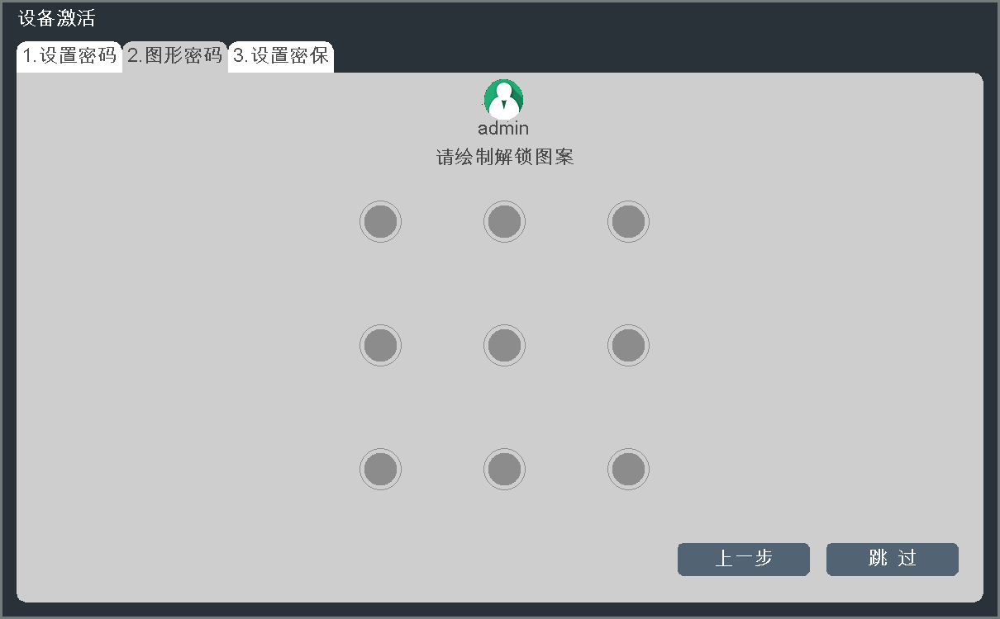 设备激活
1.设置密码 2.图形密码 3.设置密保
admin
请绘制解锁图案
上一步 跳 过